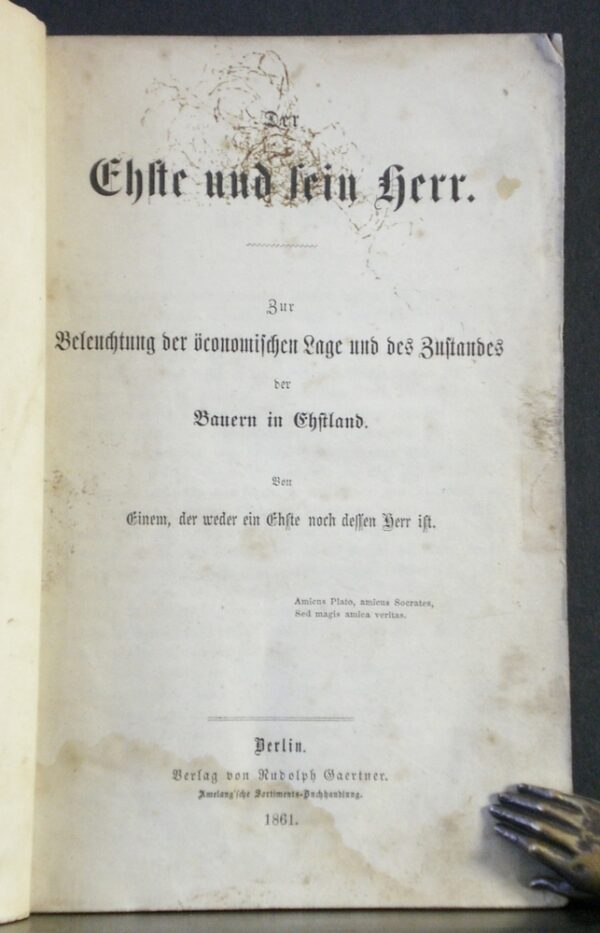 Der
Ehste und sein Herr.
Zur
Beleuchtung der öconomischen Lage und des Zustandes
der
Bauern in Ehstland.
Von
Einem, der weder ein Ehste noch dessen Herr ist.
Amicus Plato, amicus Socrates,
Sed magis amica veritas.
Berlin.
Verlag von Rudolph Gaertner.
Amelang'sche Sortiments-Buchhandlung.
1861.